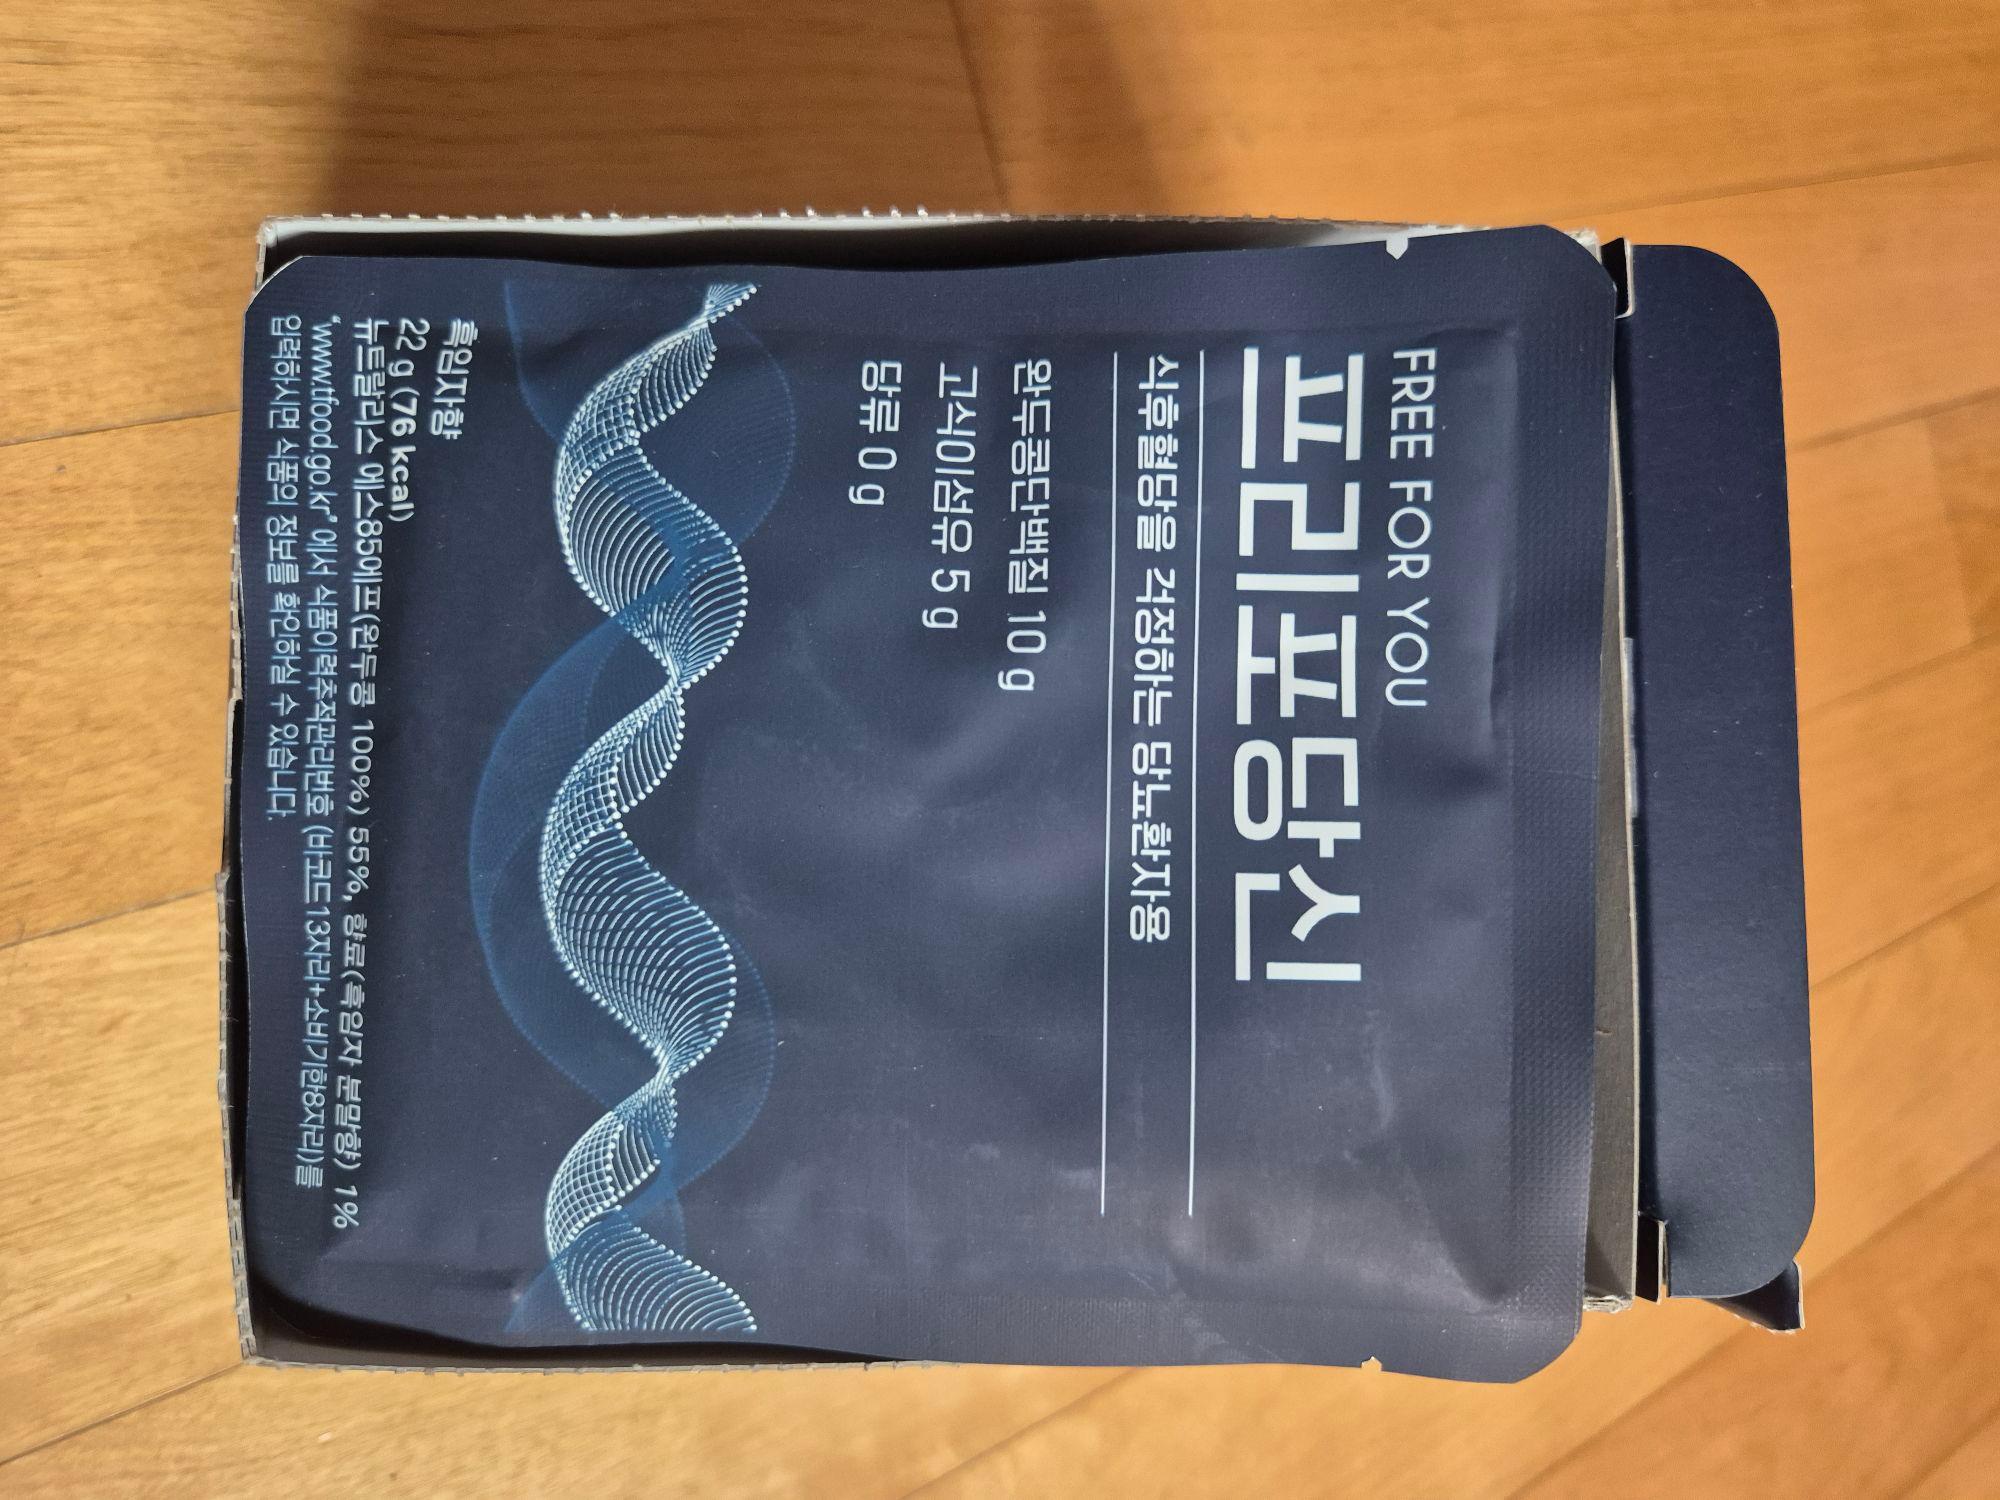 FREE FOR YOU
프리포당신
식후혈당을 걱정하는 당뇨환자용
완두콩단백질 10 g
고식이섬유 5 g
당류 0 g
흑임자향
22 g (76 kcal)
뉴트랄리스 에스85에프(완두콩 100%) 55%, 향료(흑임자 분말향) 1%
"www.tfood.go.kr" 에서 식품이력추적관리번호 (바코드13자리+소비기한8자리)를
입력하시면 식품의 정보를 확인하실 수 있습니다.